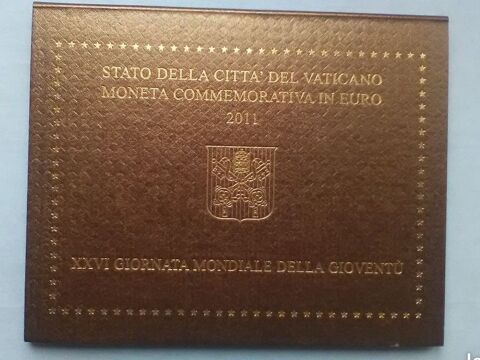 STATO DELLA CITTA' DEL VATICANO
MONETA COMMEMORATIVA IN EURO
2011
XXVI GIORNATA MONDIALE DELLA GIOVENTÙ